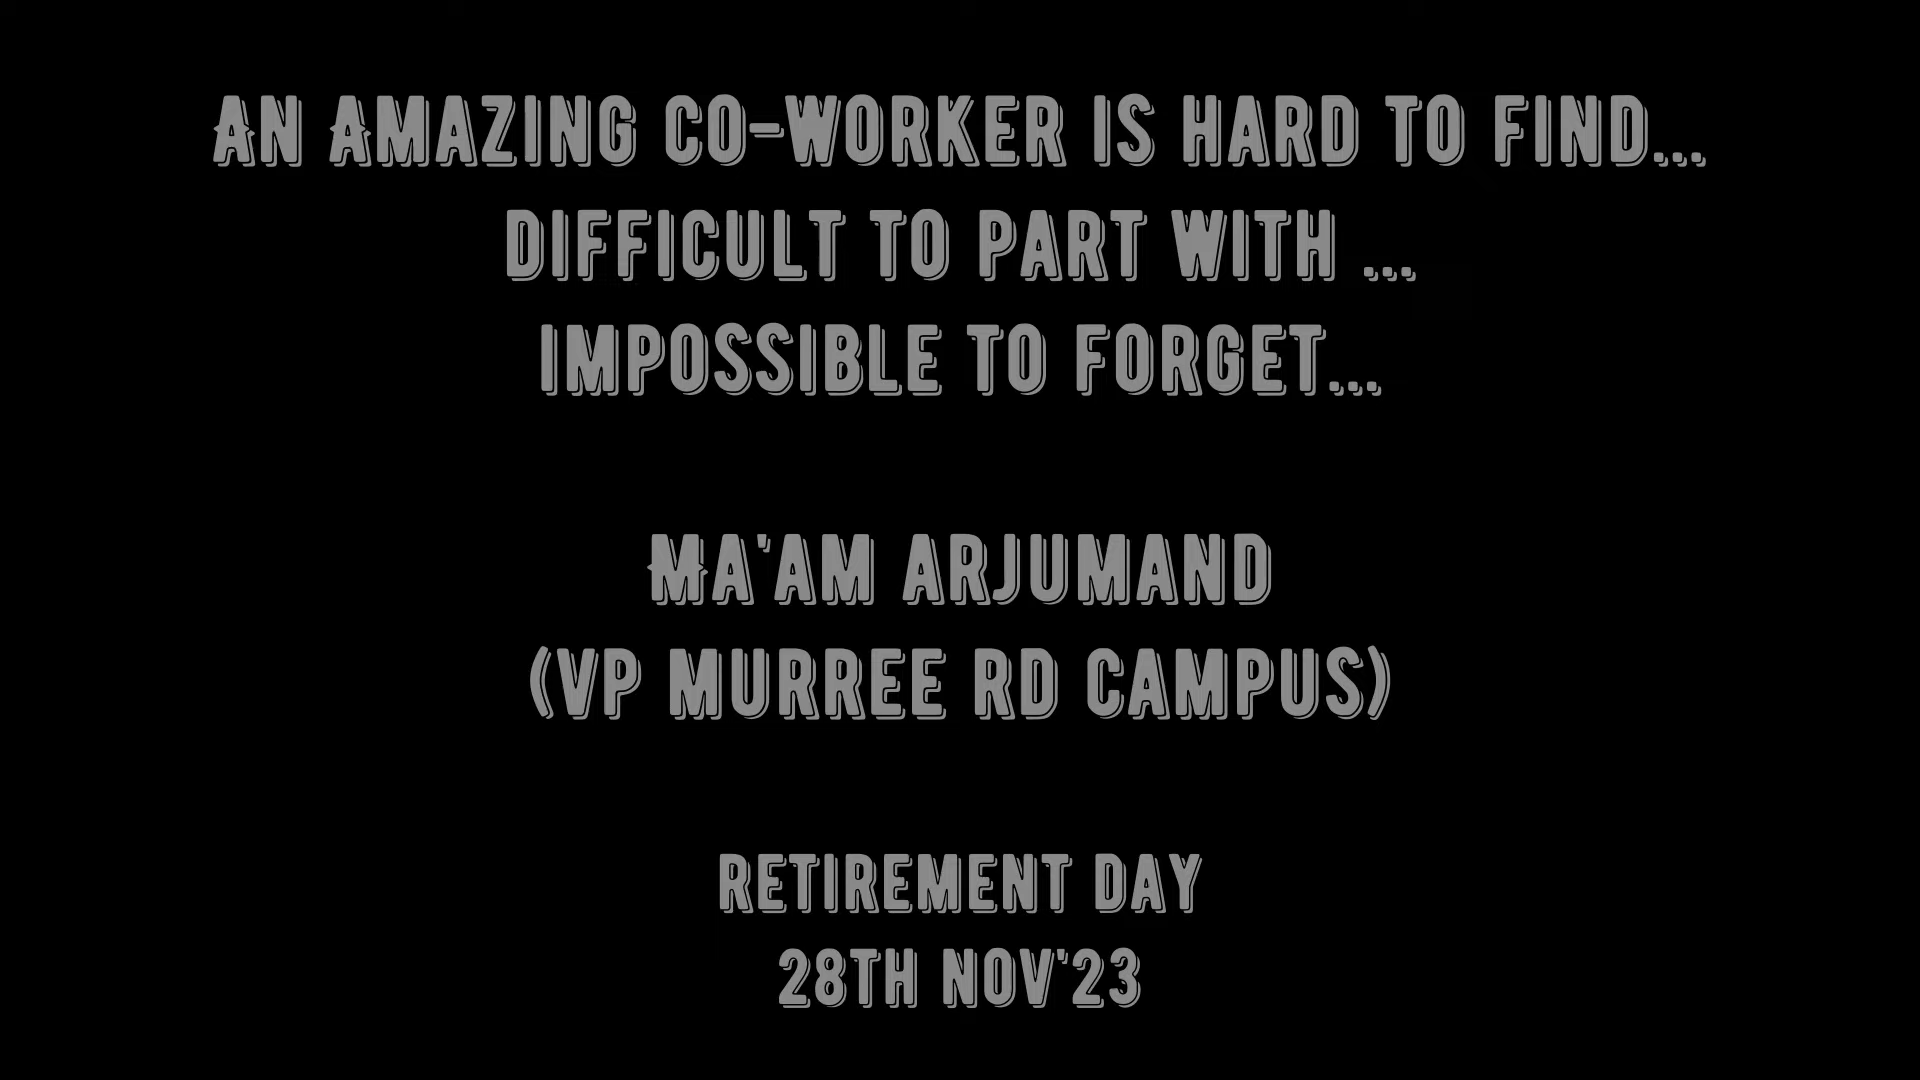 AN AMAZING CO-WORKER IS HARD TO FIND...
DIFFICULT TO PART WITH ...
IMPOSSIBLE TO FORGET...
MA'AM ARJUMAND
(VP MURREE RD CAMPUS)
RETIREMENT DAY
28TH NOV'23